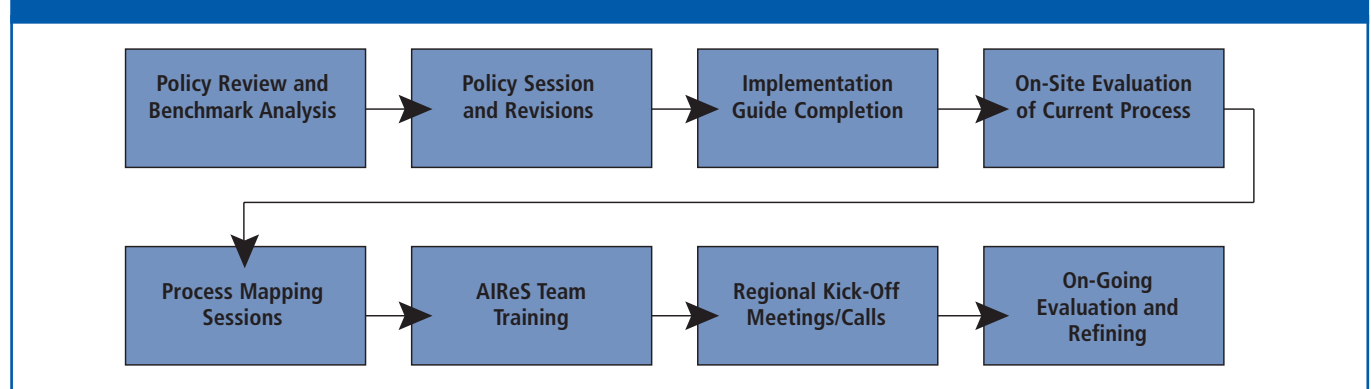 Policy Review and
Benchmark Analysis
Policy Session
and Revisions
Implementation
Guide Completion
On-Site Evaluation
of Current Process
Process Mapping
Sessions
AIReS Team
Training
Regional Kick-Off
Meetings/Calls
On-Going
Evaluation and
Refining